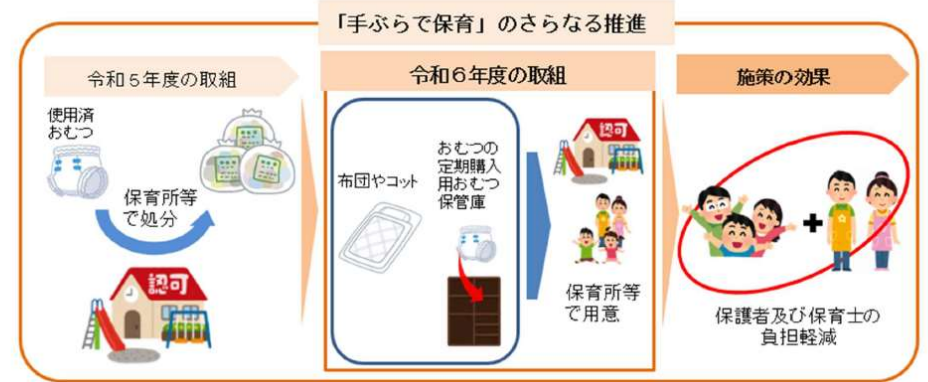 「手ぶらで保育」のさらなる推進
令和５年度の取組
使用済
おむつ
保育所等
で処分
認可
令和６年度の取組
布団やコット
おむつの
定期購入
用おむつ
保管庫
認可
保育所等
で用意
施策の効果
+
保護者及び保育士の
負担軽減